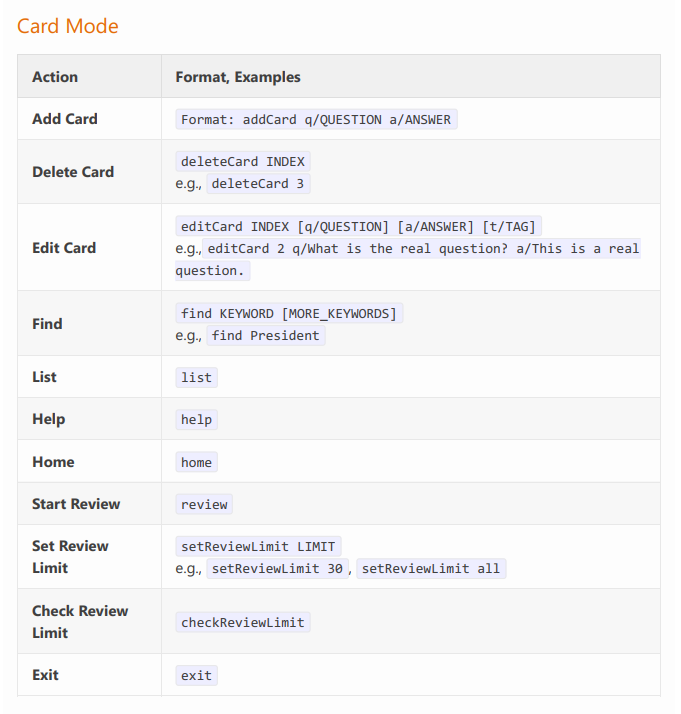 Card Mode
Action Format, Examples
Add Card Format: addCard q/QUESTION a/ANSWER
Delete Card deleteCard INDEX
e.g., deleteCard 3
Edit Card editCard INDEX [q/QUESTION] [a/ANSWER] [t/TAG]
e.g., editCard 2 q/What is the real question? a/This is a real
question.
Find find KEYWORD [MORE_KEYWORDS]
e.g., find President
List list
Help help
Home home
Start Review review
Set Review
Limit
setReviewLimit LIMIT
e.g., setReviewLimit 30, setReviewLimit all
Check Review
Limit
checkReviewLimit
Exit exit